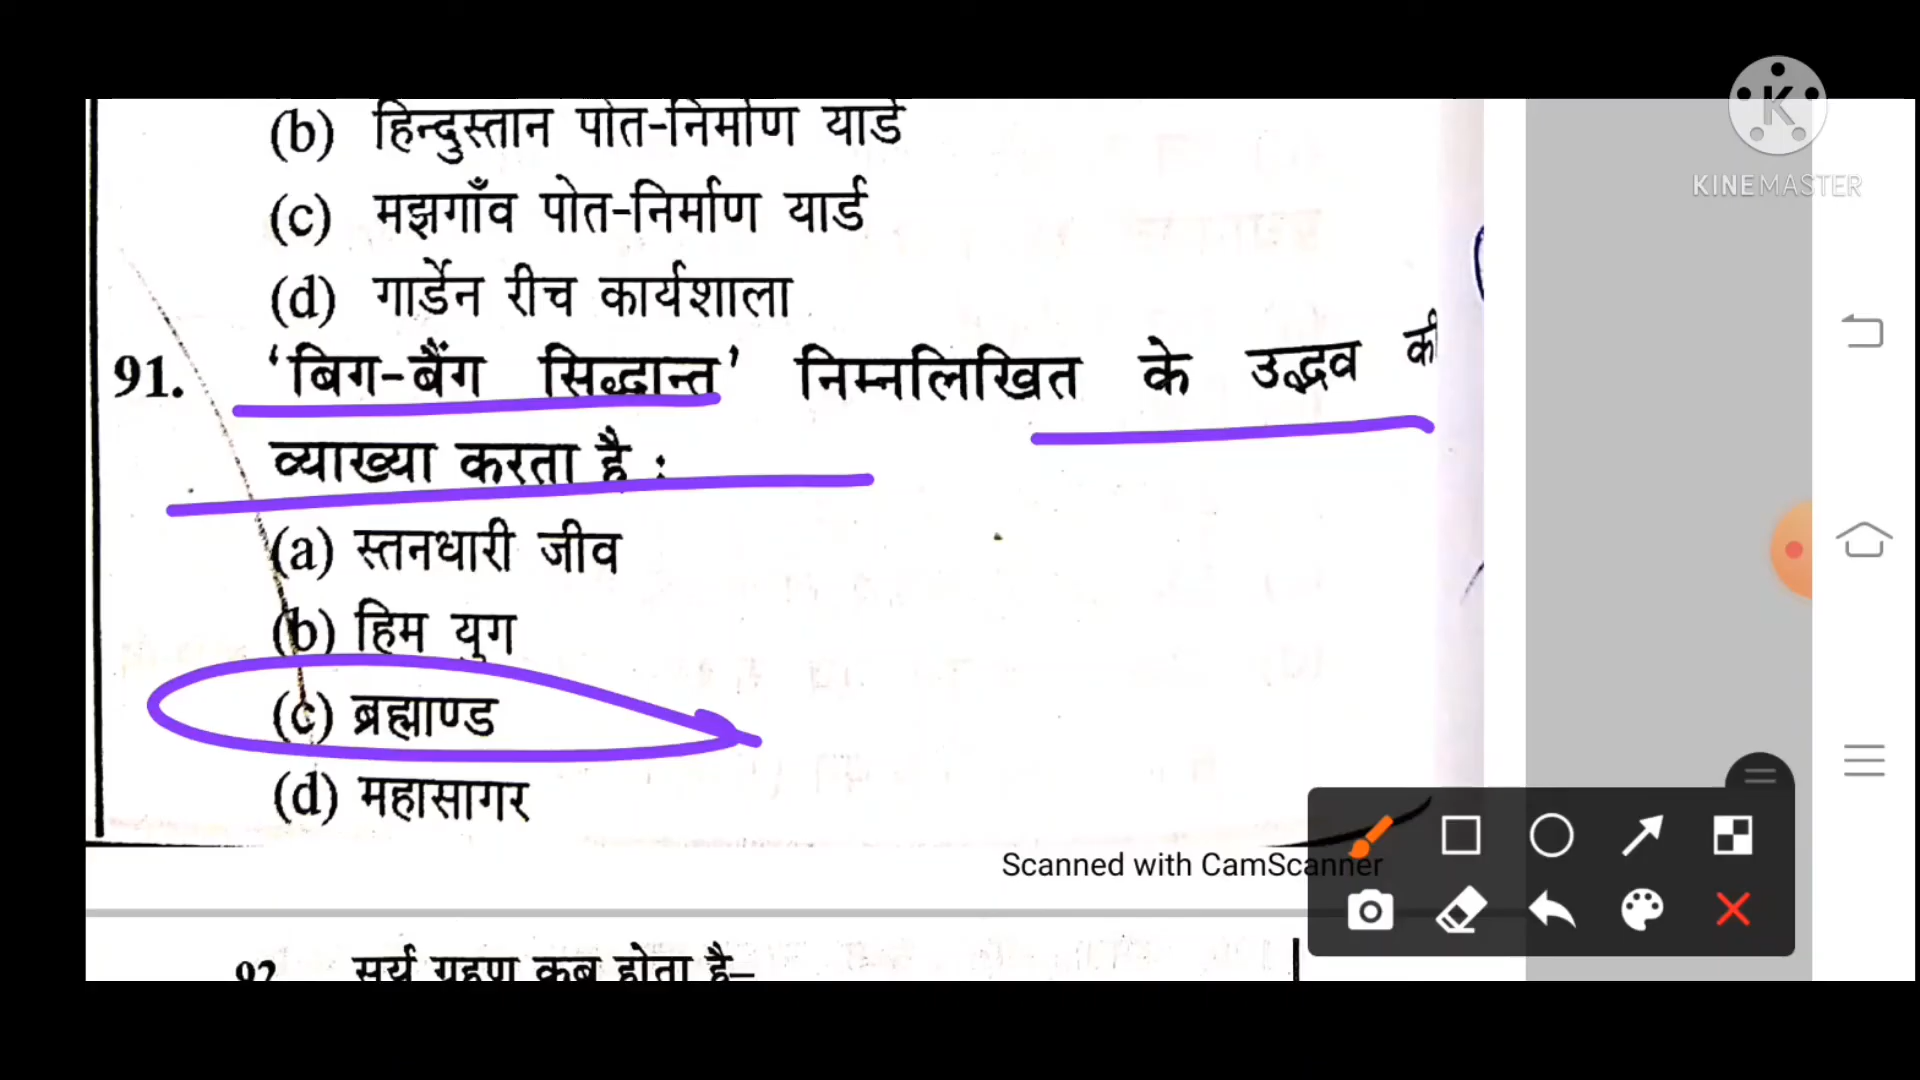 (b) हिन्दुस्तान पोत-निर्माण यार्ड
(c) मझगाँव पोत-निर्माण यार्ड
(d) गार्डेन रीच कार्यशाला
91. 'बिग-बैंग सिद्धान्त' निम्नलिखित के उद्भव की
व्याख्या करता है :
(a) स्तनधारी जीव
(b) हिम युग
(c) ब्रह्माण्ड
(d) महासागर
Scanned with CamScanner
92 सूर्य ग्रहण कब होता है–
K
KINEMASTER